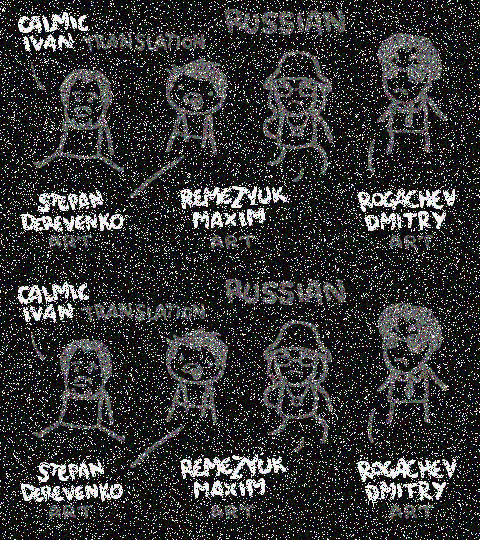 RUSSIAN
CALMIC
IVAN TRANSLATION
STEPAN
DEREVENKO
ART
REMEZYUK
MAXIM
ART
ROGACHEV
DMITRY
ART
RUSSIAN
CALMIC
IVAN TRANSLATION
STEPAN
DEREVENKO
ART
REMEZYUK
MAXIM
ART
ROGACHEV
DMITRY
ART